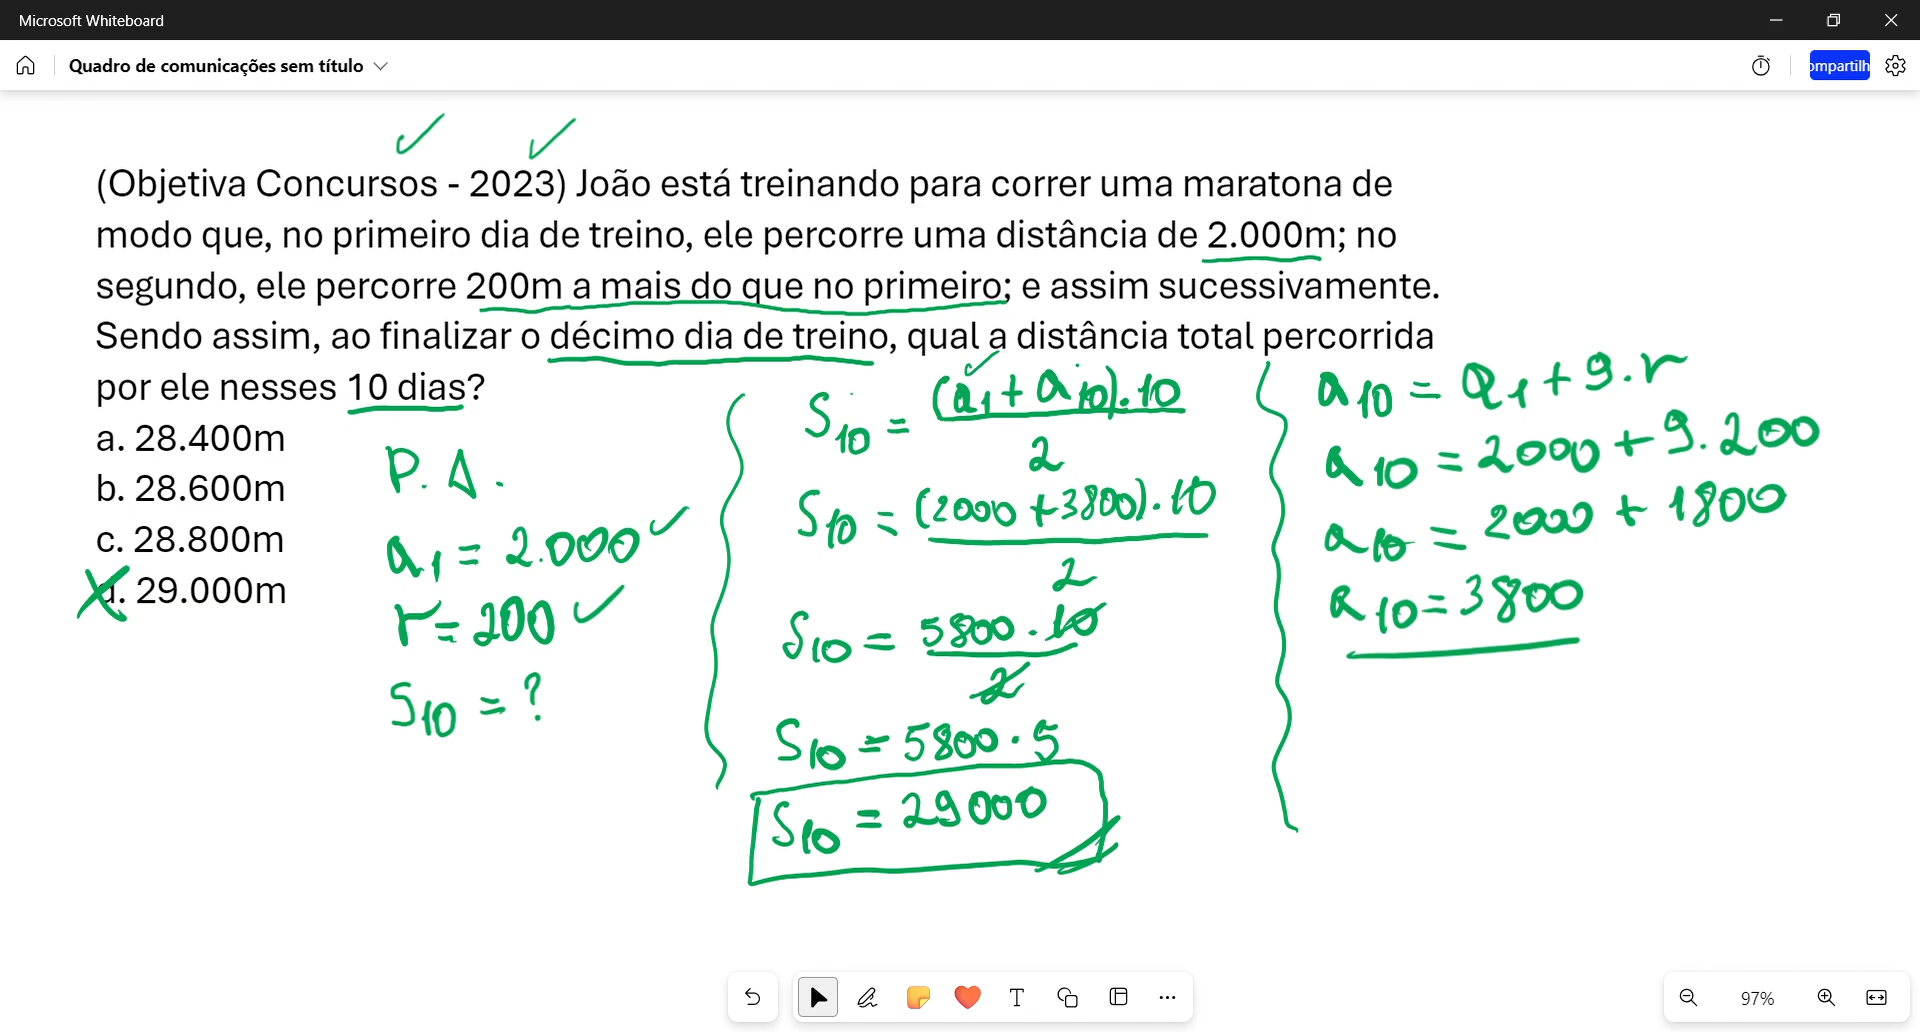 Microsoft Whiteboard
Quadro de comunicações sem título
ompartilh
(Objetiva Concursos - 2023) João está treinando para correr uma maratona de
modo que, no primeiro dia de treino, ele percorre uma distância de 2.000m; no
segundo, ele percorre 200m a mais do que no primeiro; e assim sucessivamente.
Sendo assim, ao finalizar o décimo dia de treino, qual a distância total percorrida
por ele nesses 10 dias?
a. 28.400m
b. 28.600m
c. 28.800m
d. 29.000m
P.A.
a1 = 2.000
r = 200
S10 = ?
S10 = (a1 + a10).10
2
S10 = (2000 + 3800).10
2
S10 = 5800.10
2
S10 = 5800.5
S10 = 29000
a10 = a1 + 9.r
a10 = 2000 + 9.200
a10 = 2000 + 1800
a10 = 3800
97%